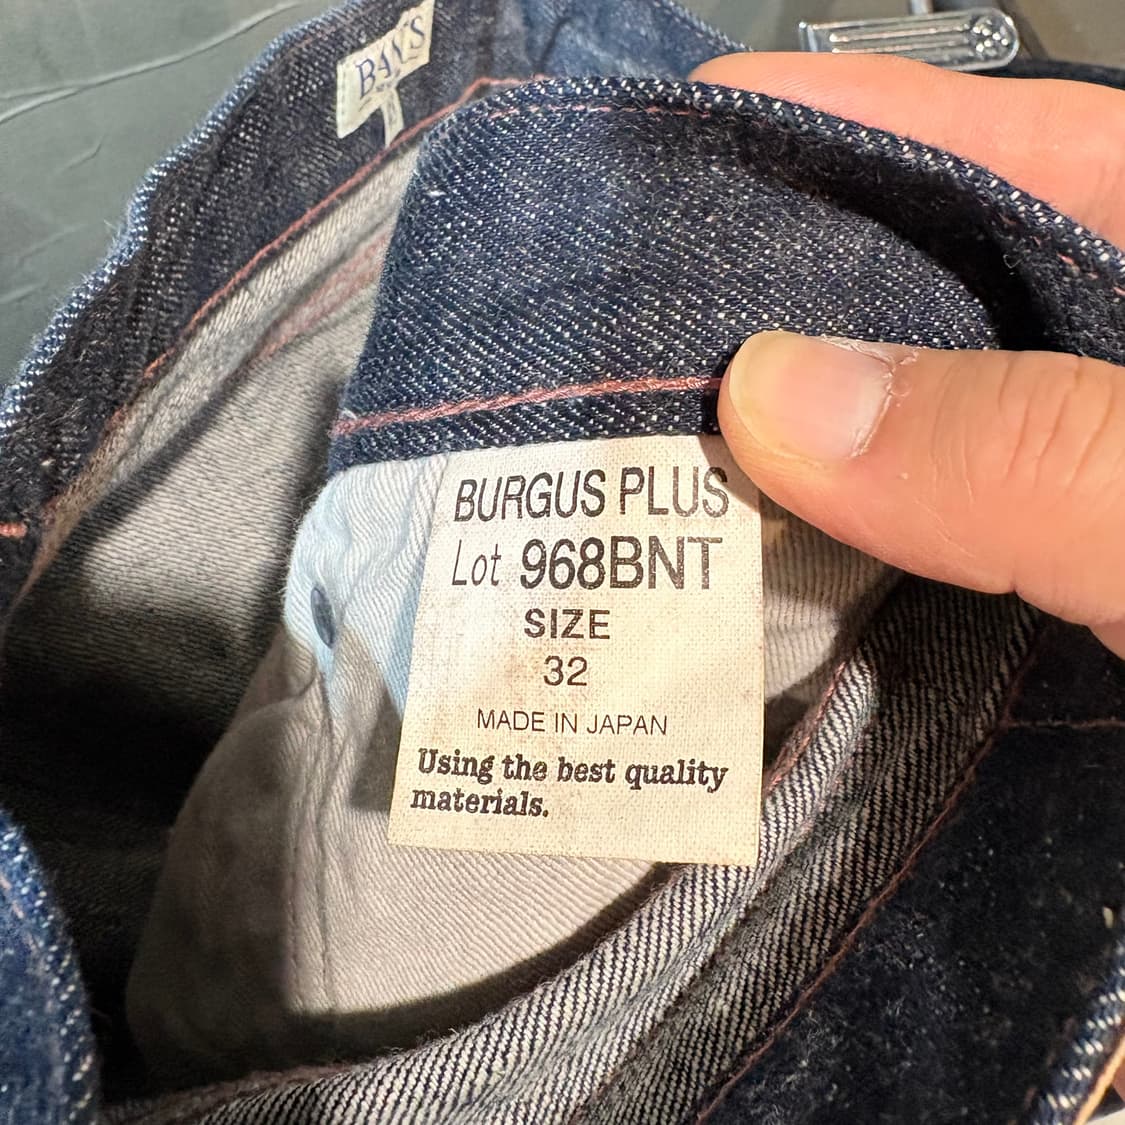 BURGUS PLUS
Lot 968BNT
SIZE
32
MADE IN JAPAN
Using the best quality
materials.